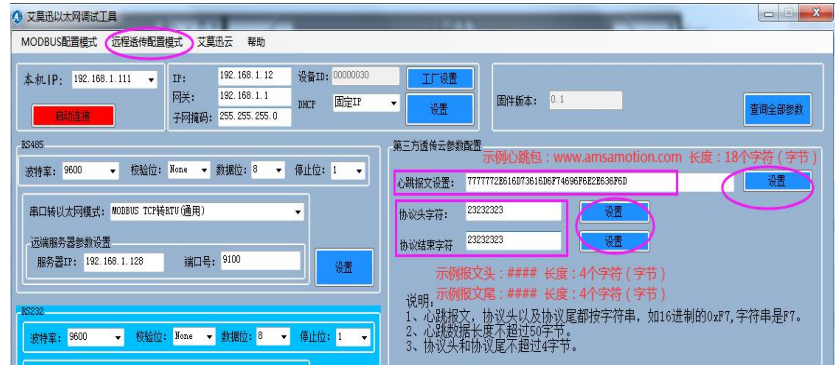 艾莫迅以太网调试工具
MODBUS配置模式 远程透传配置模式 艾莫迅云 帮助
本机IP: 192.168.1.111
启动连接
IP: 192.168.1.12
网关: 192.168.1.1
子网掩码: 255.255.255.0
设备ID: 00000030
DHCP 固定IP
工厂设置
设置
固件版本: 0.1
查询全部参数
RS485
波特率: 9600 校验位: None 数据位: 8 停止位: 1
串口转以太网模式: MODBUS TCP转RTU(通用)
远端服务器参数设置
服务器IP: 192.168.1.128 端口号: 9100
设置
RS232
波特率: 9600 校验位: None 数据位: 8 停止位: 1
第三方透传云参数配置
示例心跳包:www.amsamotion.com 长度:18个字符(字节)
心跳报文设置: 7777772E616D73616D6F74696F6E2E636F6D 设置
协议头字符: 23232323 设置
协议结束字符 23232323 设置
示例报文头:#### 长度:4个字符(字节)
示例报文尾:#### 长度:4个字符(字节)
说明:
1、心跳报文,协议头以及协议尾都按字符串,如16进制的0xF7,字符串是F7。
2、心跳数据长度不超过50字节。
3、协议头和协议尾不超过4字节。